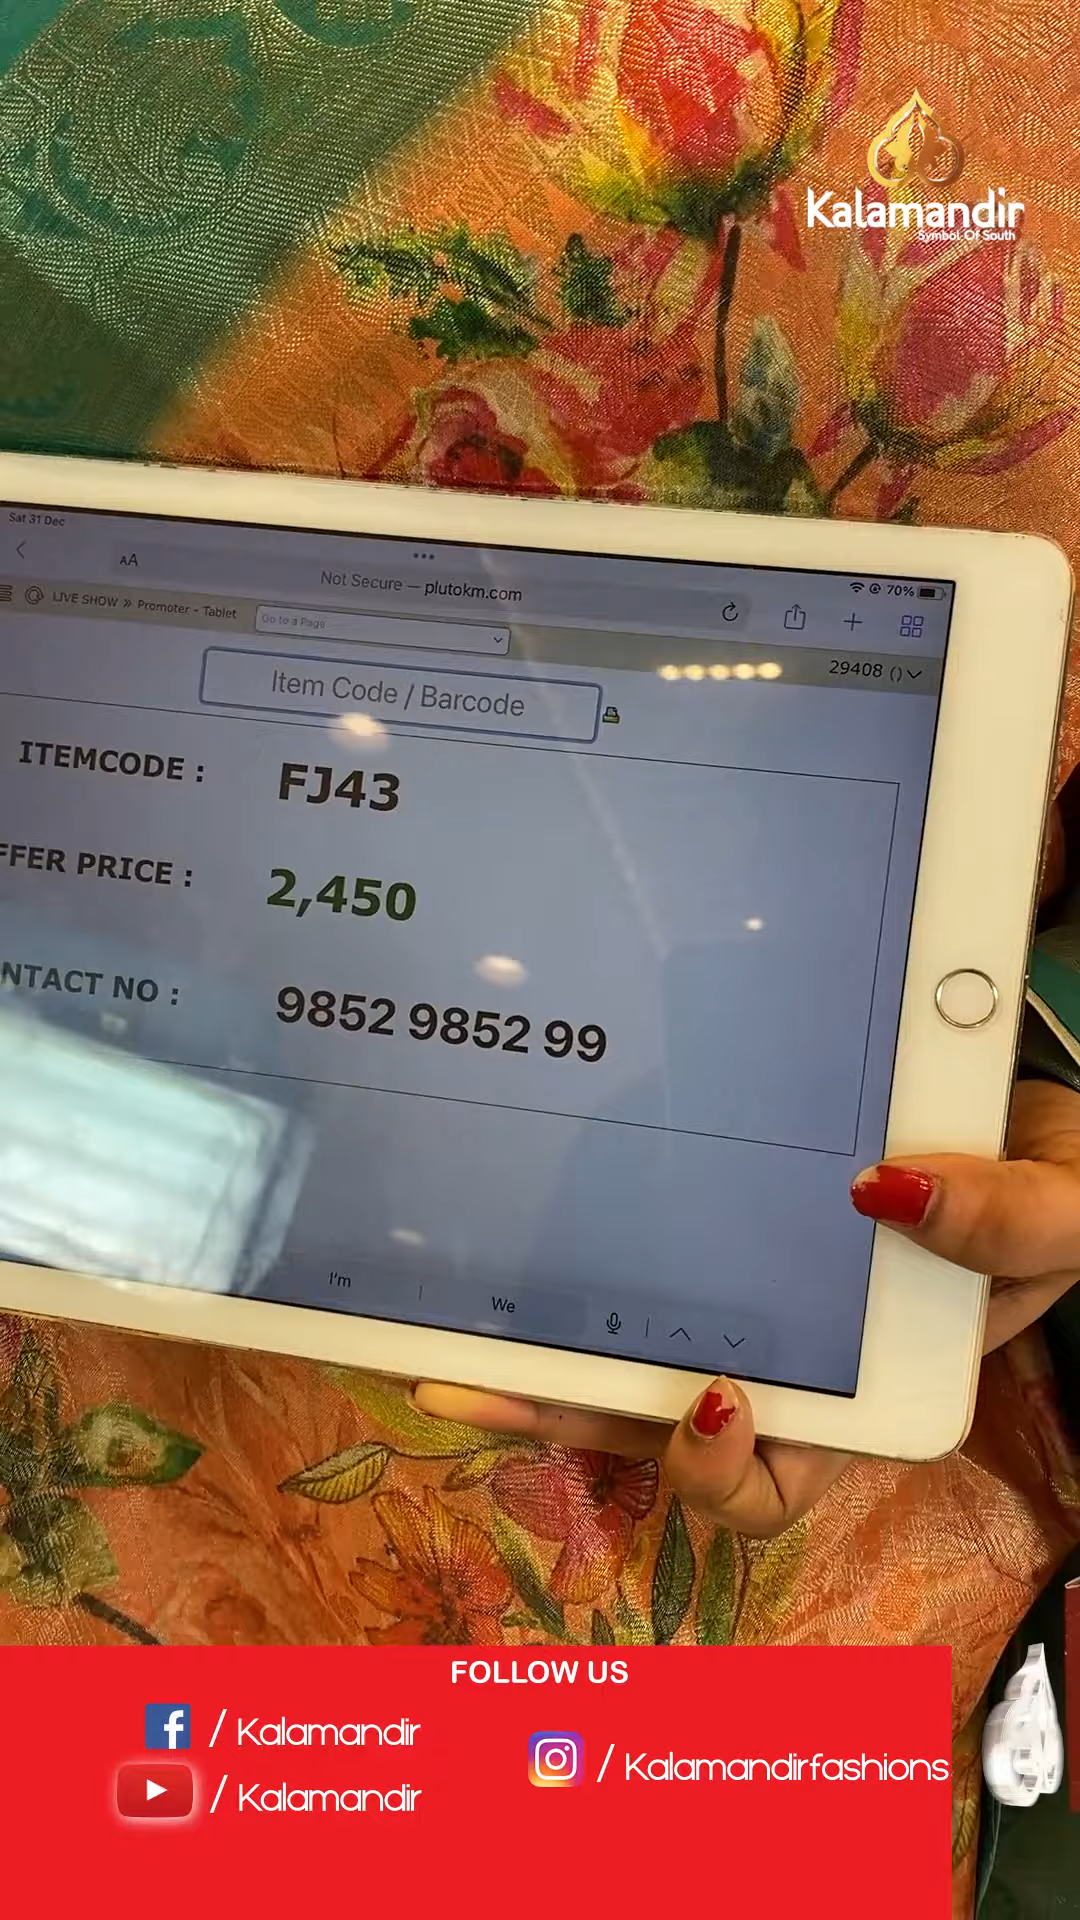 Kalamandir
Symbol Of South
Sat 31 Dec
70%
AA
Not Secure — plutokm.com
LIVE SHOW » Promoter - Tablet
Go to a Page
29408 ()
Item Code / Barcode
ITEMCODE : FJ43
FFER PRICE : 2,450
NTACT NO : 9852 9852 99
I'm
We
FOLLOW US
/ Kalamandir
/ Kalamandirfashions
/ Kalamandir